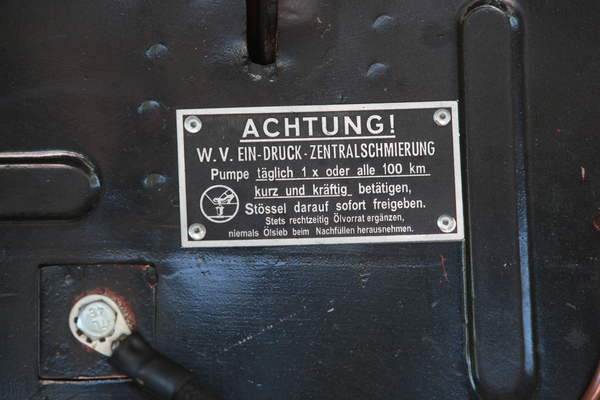 ACHTUNG!
W.V. EIN-DRUCK-ZENTRALSCHMIERUNG
Pumpe täglich 1 x oder alle 100 km
kurz und kräftig betätigen,
Stössel darauf sofort freigeben.
Stets rechtzeitig Ölvorrat ergänzen,
niemals Ölsieb beim Nachfüllen herausnehmen.